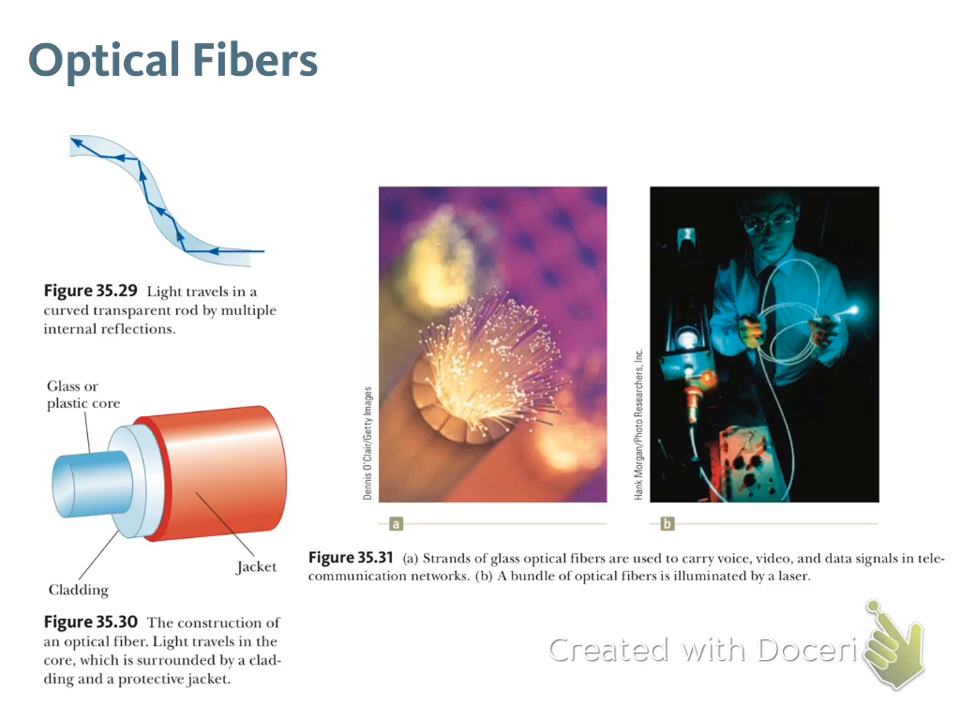 Optical Fibers
Figure 35.29 Light travels in a
curved transparent rod by multiple
internal reflections.
Glass or
plastic core
Jacket
Cladding
Figure 35.30 The construction of
an optical fiber. Light travels in the
core, which is surrounded by a clad-
ding and a protective jacket.
Dennis O'Clair/Getty Images
Hank Morgan/Photo Researchers, Inc.
a
b
Figure 35.31 (a) Strands of glass optical fibers are used to carry voice, video, and data signals in tele-
communication networks. (b) A bundle of optical fibers is illuminated by a laser.
Created with Doceri